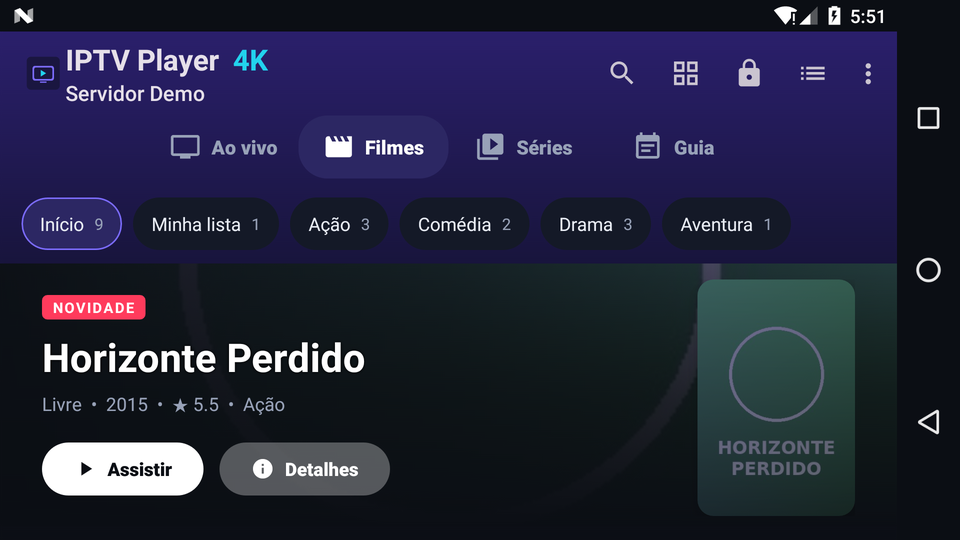 5:51
IPTV Player 4K
Servidor Demo
Ao vivo
Filmes
Séries
Guia
Início 9
Minha lista 1
Ação 3
Comédia 2
Drama 3
Aventura 1
NOVIDADE
Horizonte Perdido
Livre • 2015 • ★ 5.5 • Ação
Assistir
Detalhes
HORIZONTE
PERDIDO